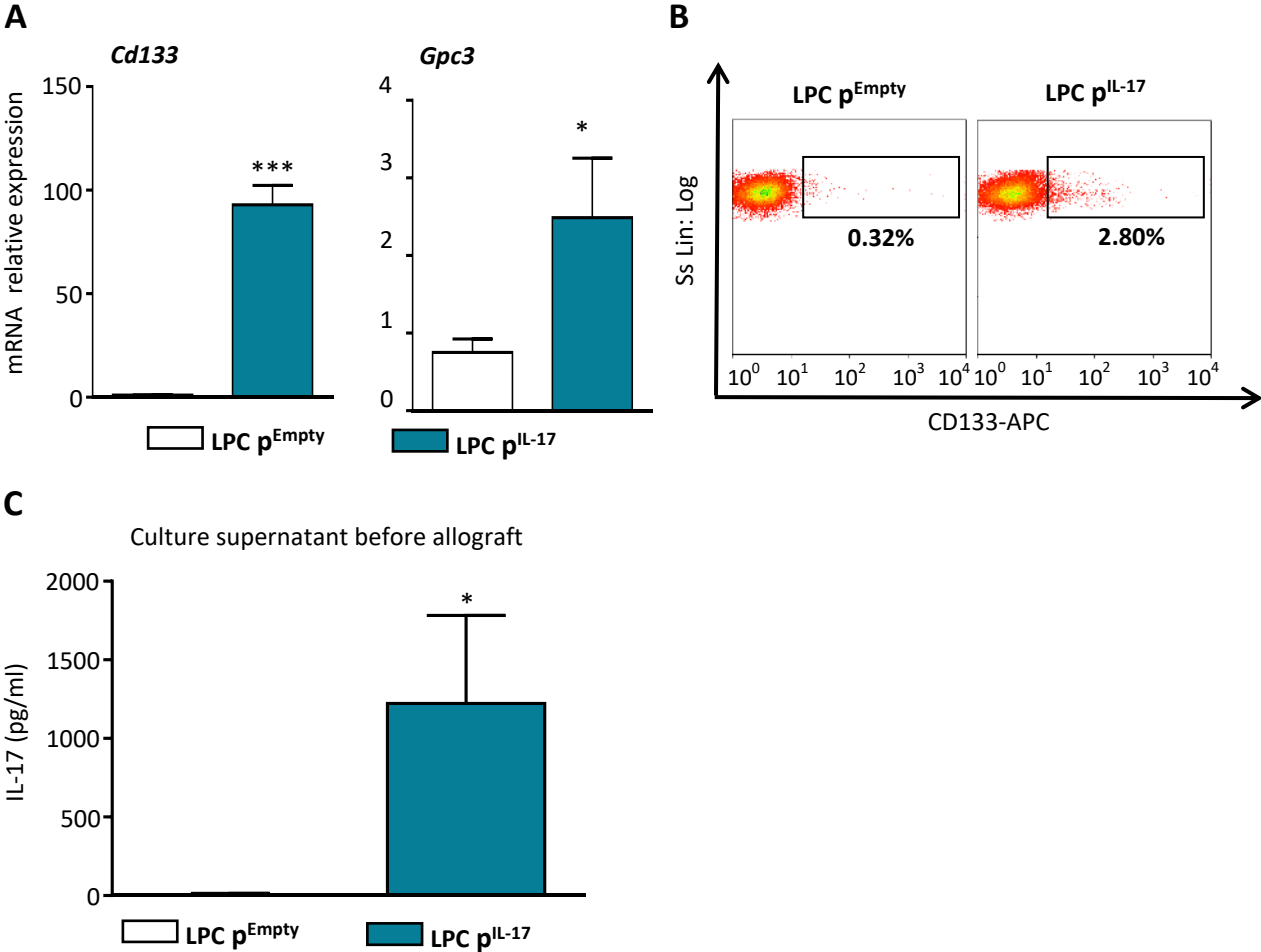 A
Cd133
Gpc3
mRNA relative expression
150
100
50
0
***
4
3
2
1
0
*
LPC pEmpty
LPC pIL-17
B
LPC pEmpty
LPC pIL-17
Ss Lin: Log
0.32%
2.80%
10⁰ 10¹ 10² 10³ 10⁴
10⁰ 10¹ 10² 10³ 10⁴
CD133-APC
C
Culture supernatant before allograft
IL-17 (pg/ml)
2000
1500
1000
500
0
*
LPC pEmpty
LPC pIL-17